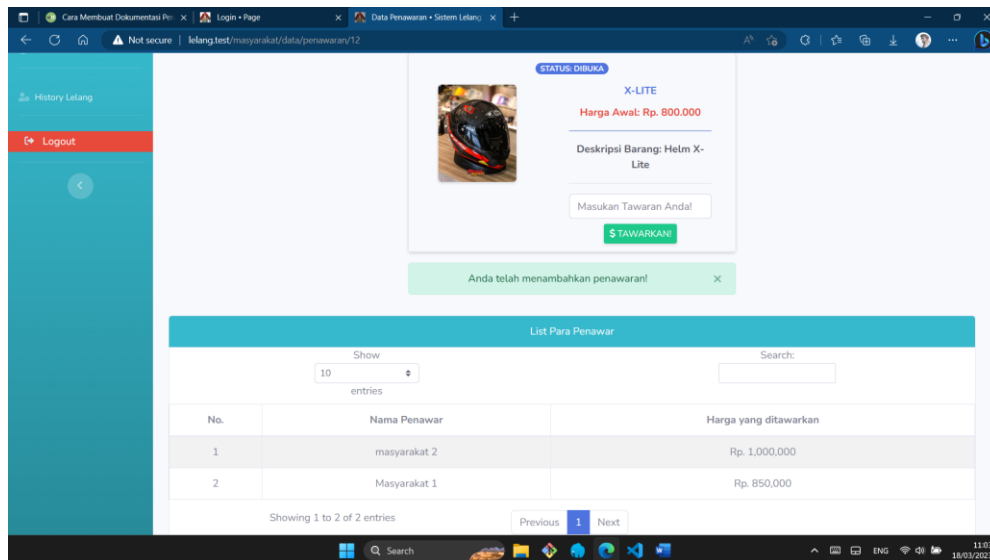 Cara Membuat Dokumentasi Pe
Login • Page
Data Penawaran • Sistem Lelang
Not secure | lelang.test/masyarakat/data/penawaran/12
History Lelang
Logout
STATUS: DIBUKA
X-LITE
Harga Awal: Rp. 800.000
Deskripsi Barang: Helm X-
Lite
Masukan Tawaran Anda!
$ TAWARKAN!
Anda telah menambahkan penawaran!
List Para Penawar
Show
10
entries
Search:
No. Nama Penawar Harga yang ditawarkan
1 masyarakat 2 Rp. 1,000,000
2 Masyarakat 1 Rp. 850,000
Showing 1 to 2 of 2 entries
Previous 1 Next
Search
ENG
11:03
18/03/2023